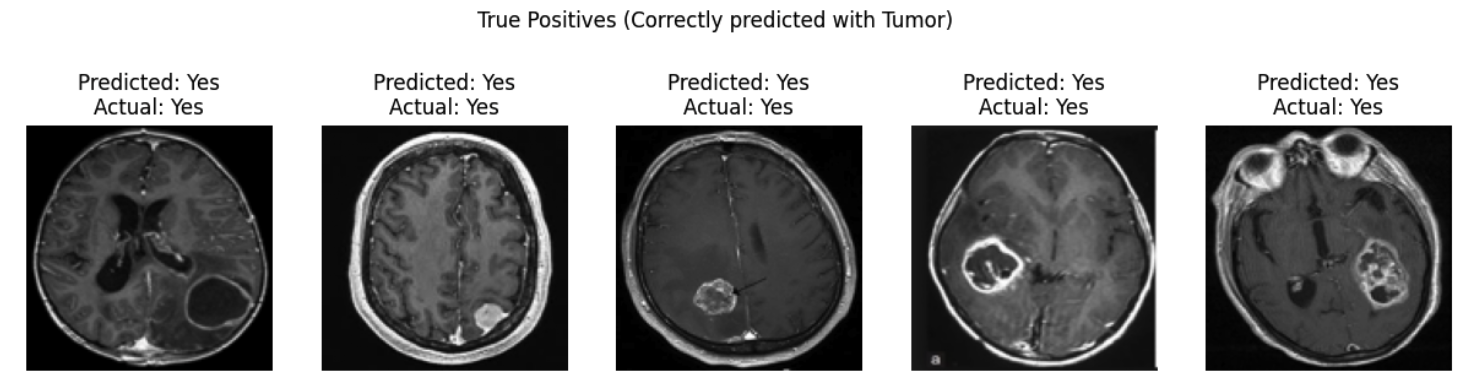 True Positives (Correctly predicted with Tumor)
Predicted: Yes
Actual: Yes
Predicted: Yes
Actual: Yes
Predicted: Yes
Actual: Yes
Predicted: Yes
Actual: Yes
Predicted: Yes
Actual: Yes
a